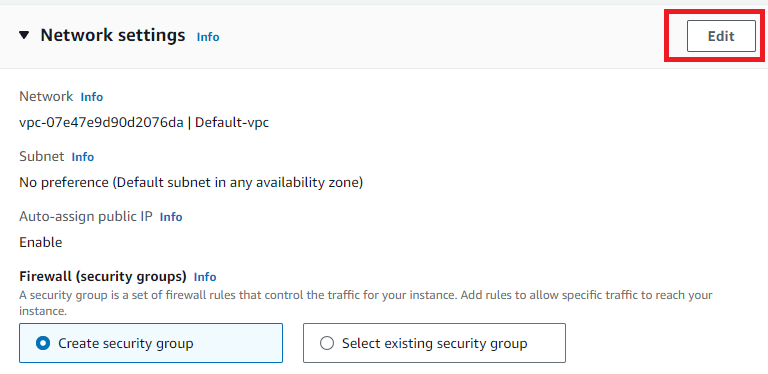 Network settings Info Edit
Network Info
vpc-07e47e9d90d2076da | Default-vpc
Subnet Info
No preference (Default subnet in any availability zone)
Auto-assign public IP Info
Enable
Firewall (security groups) Info
A security group is a set of firewall rules that control the traffic for your instance. Add rules to allow specific traffic to reach your
instance.
Create security group Select existing security group